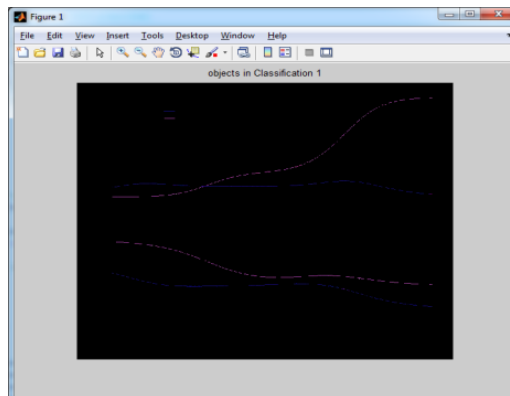 Figure 1
File Edit View Insert Tools Desktop Window Help
objects in Classification 1